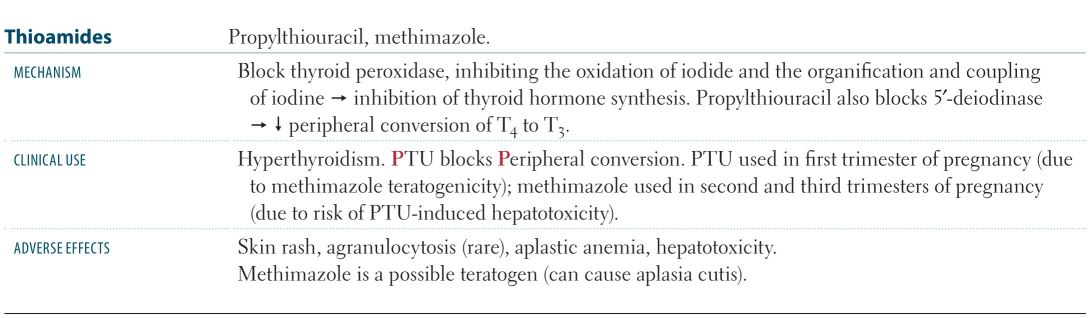 Thioamides Propylthiouracil, methimazole.
MECHANISM Block thyroid peroxidase, inhibiting the oxidation of iodide and the organification and coupling
of iodine → inhibition of thyroid hormone synthesis. Propylthiouracil also blocks 5′-deiodinase
→ ↓ peripheral conversion of T₄ to T₃.
CLINICAL USE Hyperthyroidism. PTU blocks Peripheral conversion. PTU used in first trimester of pregnancy (due
to methimazole teratogenicity); methimazole used in second and third trimesters of pregnancy
(due to risk of PTU-induced hepatotoxicity).
ADVERSE EFFECTS Skin rash, agranulocytosis (rare), aplastic anemia, hepatotoxicity.
Methimazole is a possible teratogen (can cause aplasia cutis).